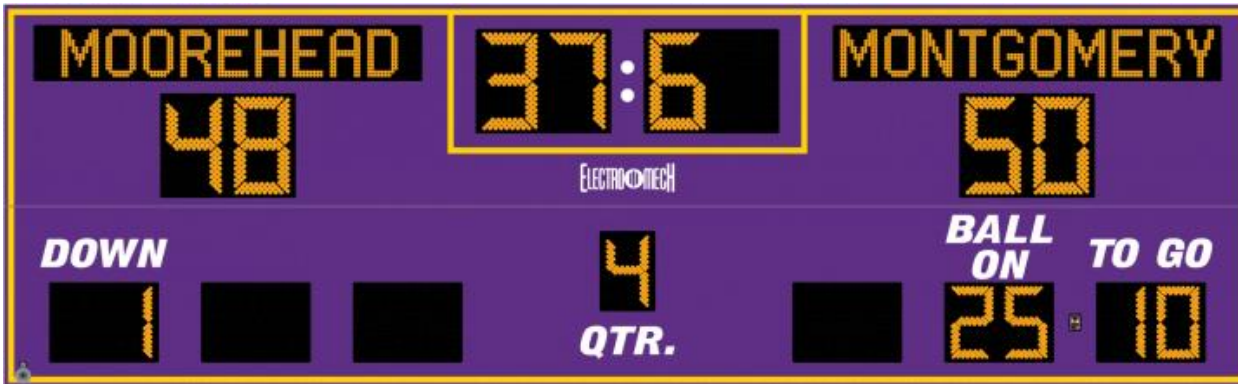 MOOREHEAD
37:6
MONTGOMERY
48
50
ELECTRO MECH
DOWN
1
4
QTR.
BALL ON
25
TO GO
10